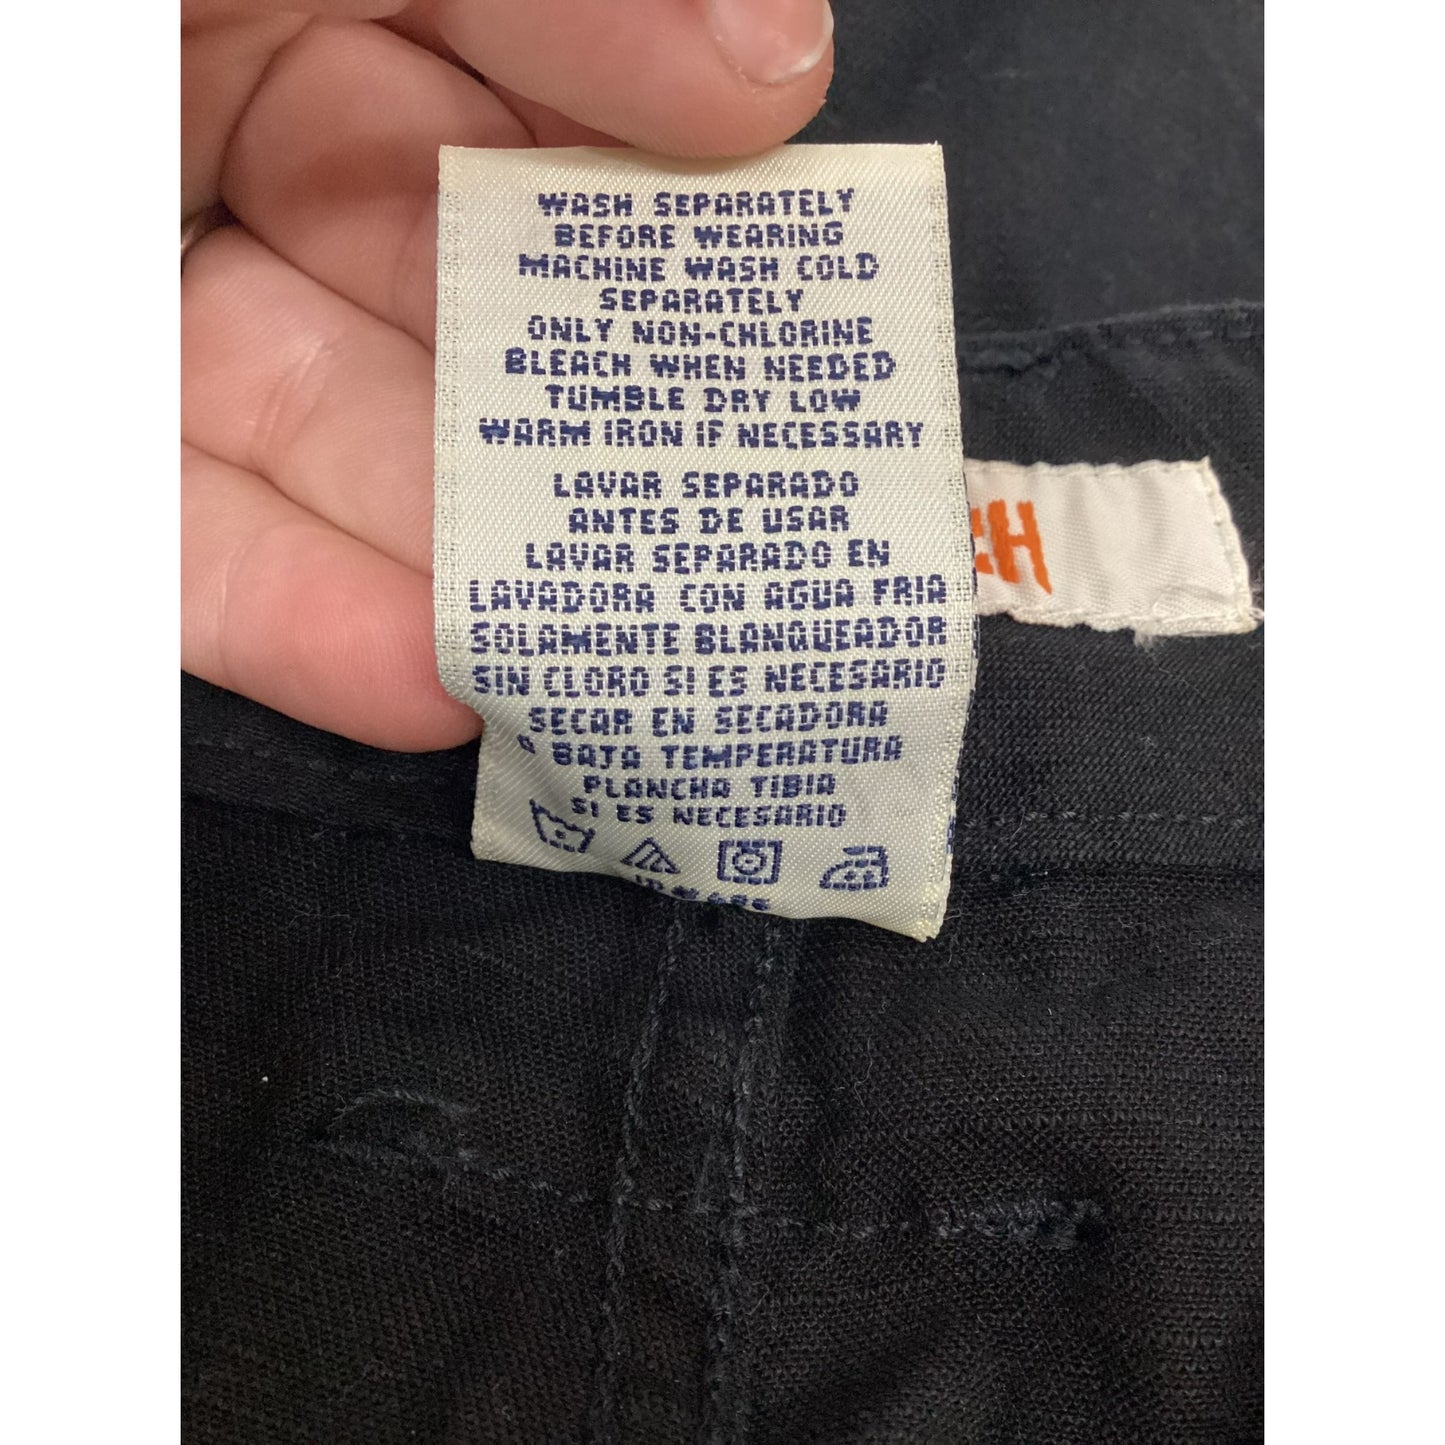 WASH SEPARATELY
BEFORE WEARING
MACHINE WASH COLD
SEPARATELY
ONLY NON-CHLORINE
BLEACH WHEN NEEDED
TUMBLE DRY LOW
WARM IRON IF NECESSARY
LAVAR SEPARADO
ANTES DE USAR
LAVAR SEPARADO EN
LAVADORA CON AGUA FRIA
SOLAMENTE BLANQUEADOR
SIN CLORO SI ES NECESARIO
SECAR EN SECADORA
A BAJA TEMPERATURA
PLANCHA TIBIA
SI ES NECESARIO